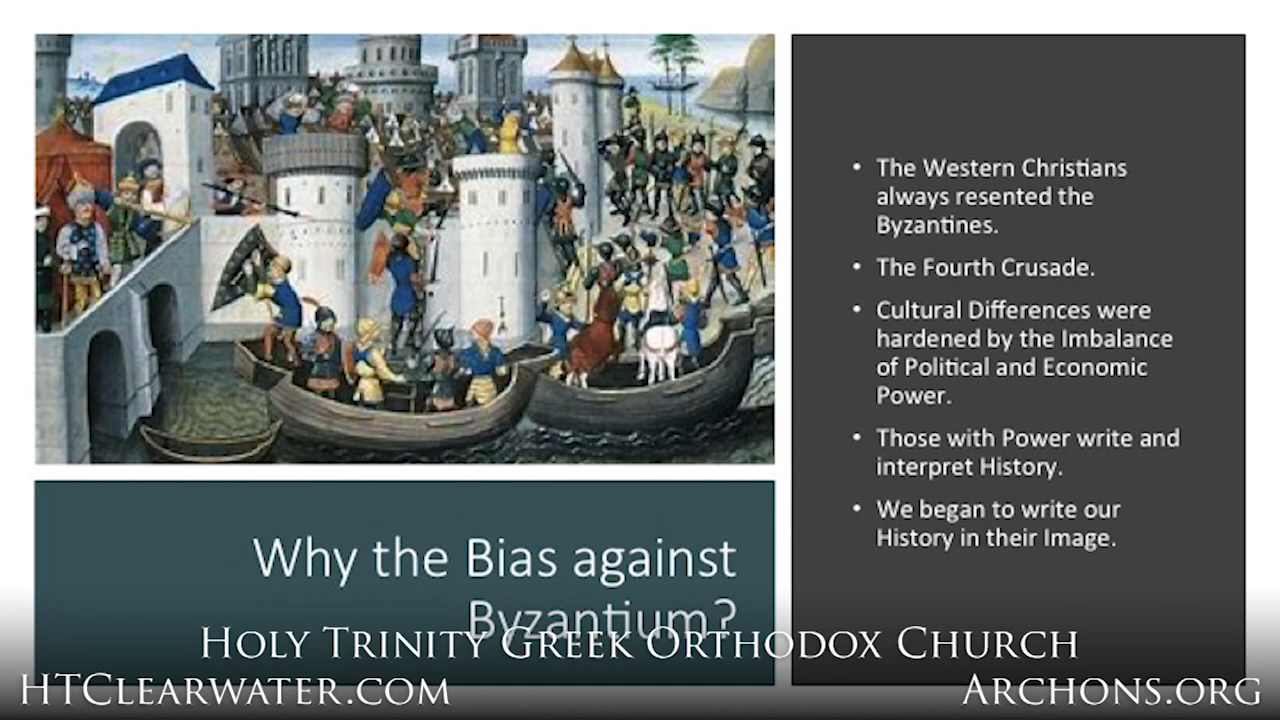 • The Western Christians
always resented the
Byzantines.
• The Fourth Crusade.
• Cultural Differences were
hardened by the Imbalance
of Political and Economic
Power.
• Those with Power write and
interpret History.
• We began to write our
History in their Image.
Why the Bias against
Byzantium?
Holy Trinity Greek Orthodox Church
HTClearwater.com
Archons.org